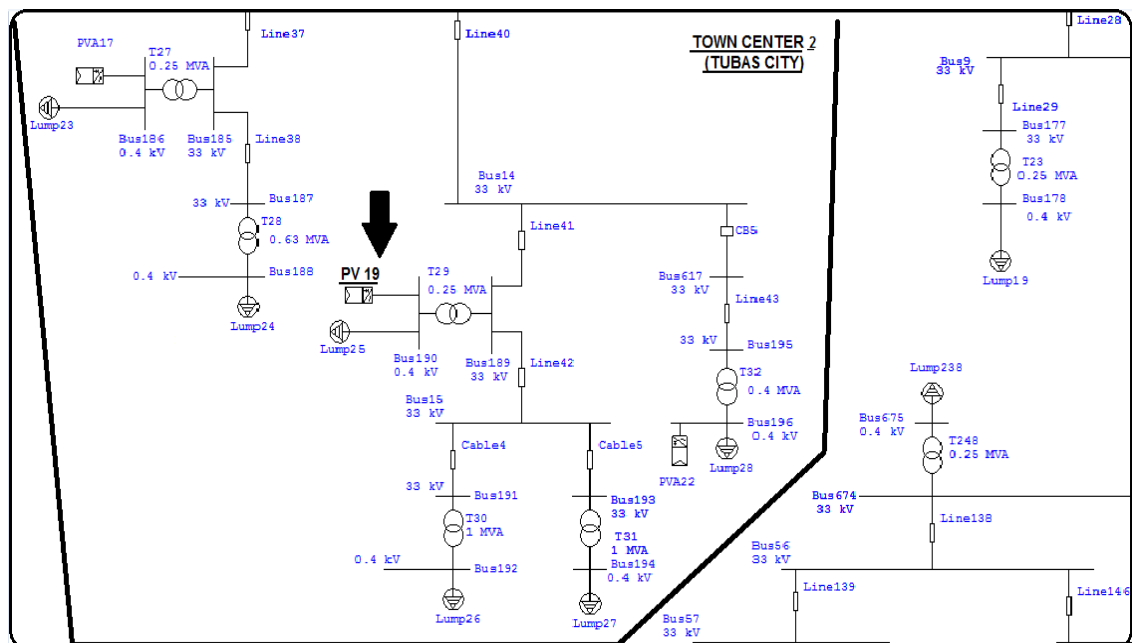 Line37
Line40
Line28
PVA17
T27
0.25 MVA
TOWN CENTER 2
(TUBAS CITY)
Bus9
33 kV
Lump23
Line29
Bus177
33 kV
Bus186
0.4 kV
Bus185
33 kV
Line38
T23
0.25 MVA
Bus14
33 kV
Bus187
33 kV
Bus178
0.4 kV
T28
0.63 MVA
Line41
CB5
PV 19
T29
0.25 MVA
0.4 kV
Bus188
Bus617
33 kV
Lump19
Line43
Lump24
Lump25
Bus190
0.4 kV
Bus189
33 kV
Line42
33 kV
Bus195
T32
0.4 MVA
Lump238
Bus15
33 kV
Bus196
0.4 kV
Bus675
0.4 kV
Cable4
Cable5
T248
0.25 MVA
PVA22
Lump28
33 kV
Bus191
Bus193
33 kV
Bus674
33 kV
T30
1 MVA
T31
1 MVA
Line138
Bus56
33 kV
0.4 kV
Bus192
Bus194
0.4 kV
Line139
Line146
Lump26
Lump27
Bus57
33 kV